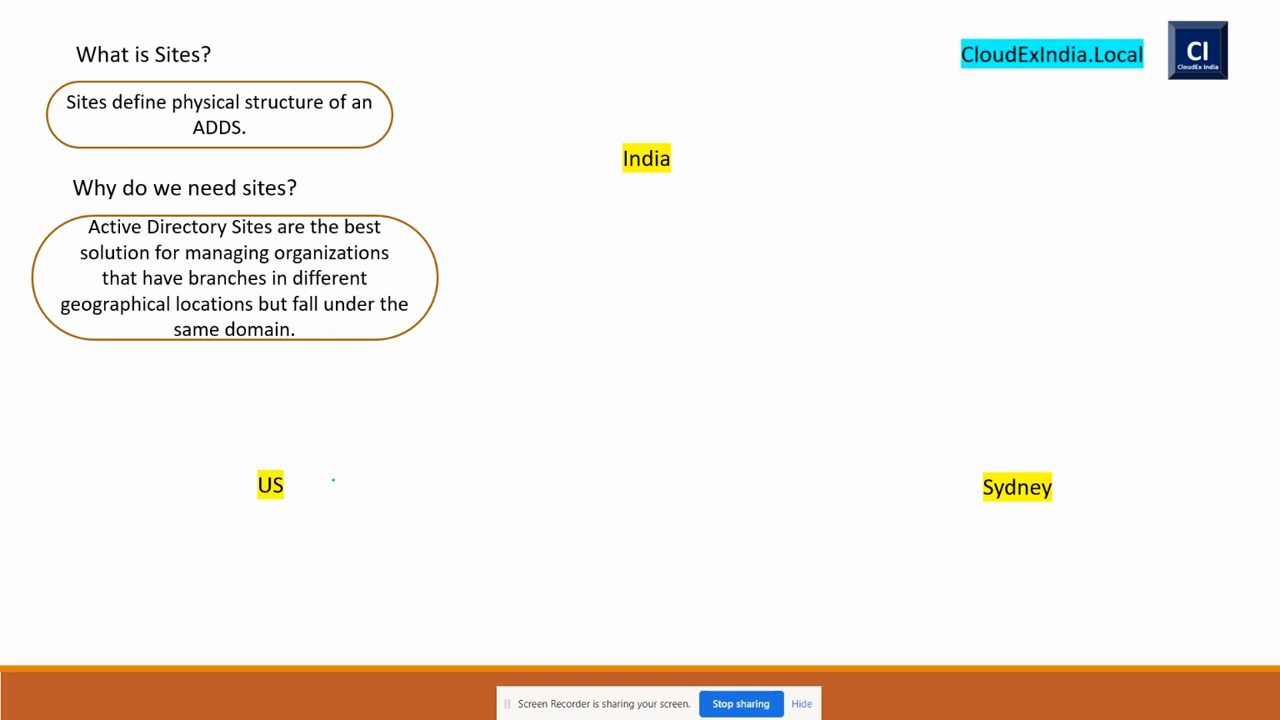 What is Sites?
CloudExIndia.Local
CI
CloudEx India
Sites define physical structure of an
ADDS.
India
Why do we need sites?
Active Directory Sites are the best
solution for managing organizations
that have branches in different
geographical locations but fall under the
same domain.
US
Sydney
Screen Recorder is sharing your screen.
Stop sharing
Hide